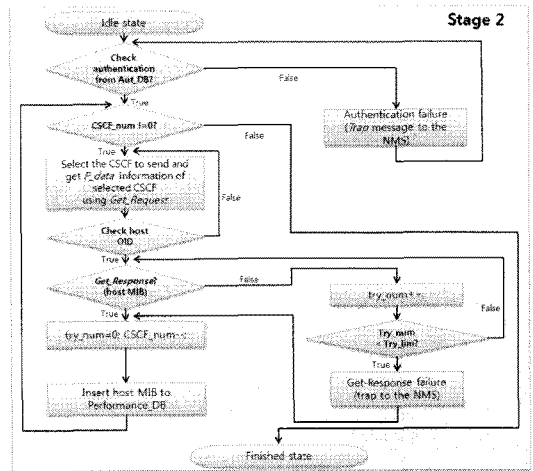 Stage 2
Idle state
Check
authentication
from Aut_DB?
False
True
Authentication failure
(Trap message to the
NMS)
CSCF_num !=0?
False
True
Select the CSCF to send and
get F_data information of
selected CSCF
using Get_Request
False
Check host
OID
True
Get_Response?
(host MIB)
False
try_num++;
False
True
try_num=0; CSCF_num--;
Try_num
< Try_lim?
True
Insert host MIB to
Performance_DB
Get-Response failure
(trap to the NMS)
Finished state